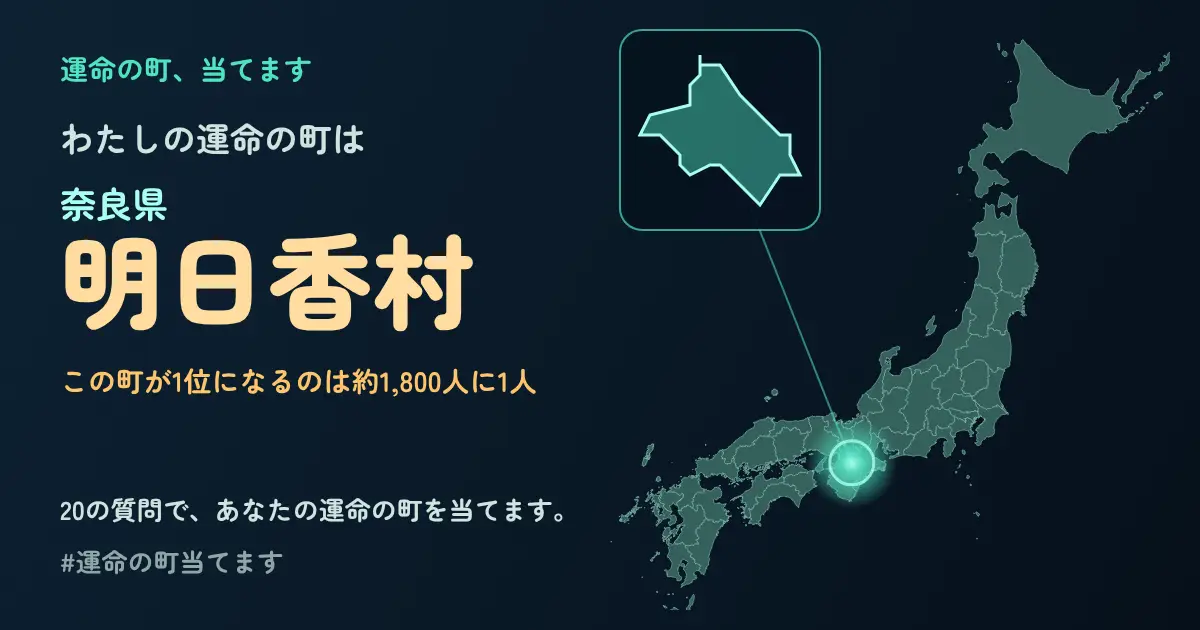 運命の町、当てます
わたしの運命の町は
奈良県
明日香村
この町が1位になるのは約1,800人に1人
20の質問で、あなたの運命の町を当てます。
#運命の町当てます